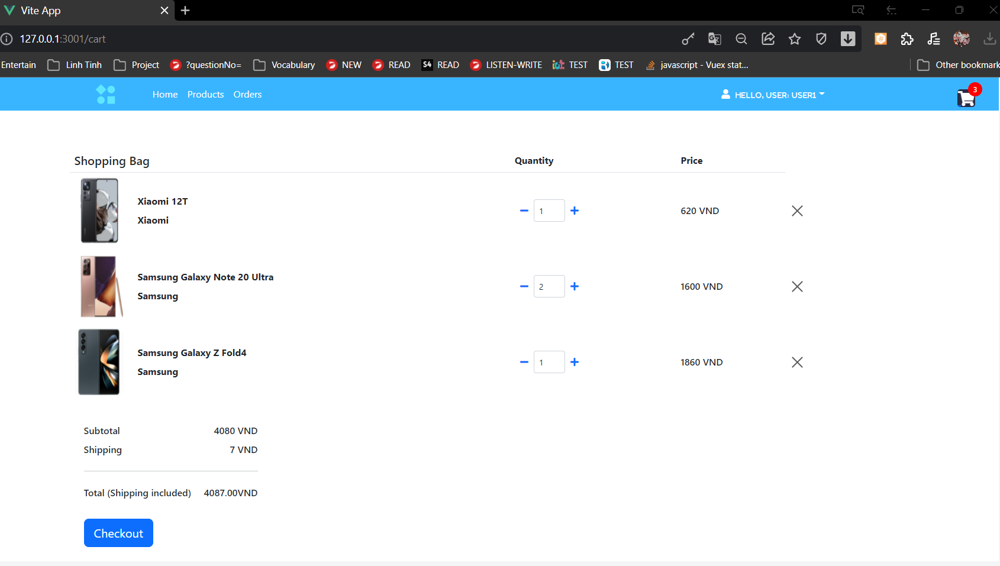 Vite App
127.0.0.1:3001/cart
Entertain Linh Tinh Project ?questionNo= Vocabulary NEW READ S4 READ LISTEN-WRITE TEST TEST javascript - Vuex stat... Other bookmark
Home Products Orders HELLO, USER: USER1 3
Shopping Bag Quantity Price
Xiaomi 12T
Xiaomi
1 620 VND
Samsung Galaxy Note 20 Ultra
Samsung
2 1600 VND
Samsung Galaxy Z Fold4
Samsung
1 1860 VND
Subtotal 4080 VND
Shipping 7 VND
Total (Shipping included) 4087.00VND
Checkout